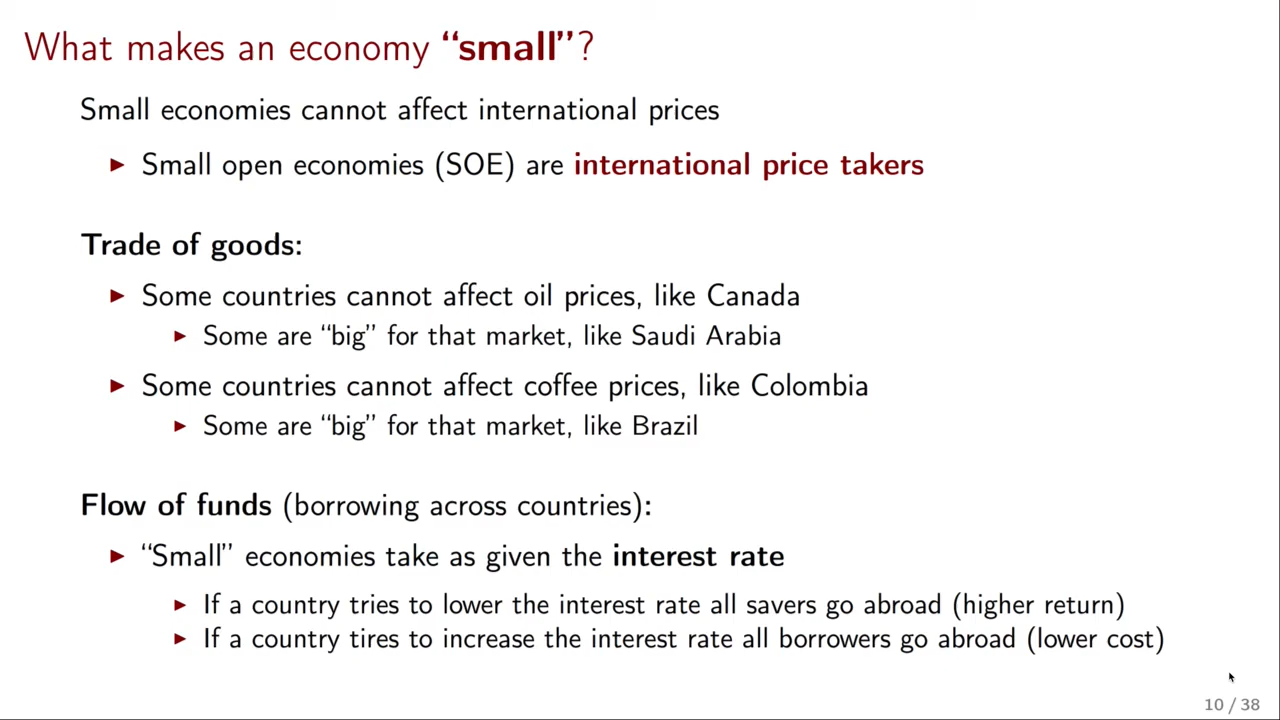 What makes an economy “small”?
Small economies cannot affect international prices
▶ Small open economies (SOE) are international price takers
Trade of goods:
▶ Some countries cannot affect oil prices, like Canada
▶ Some are “big” for that market, like Saudi Arabia
▶ Some countries cannot affect coffee prices, like Colombia
▶ Some are “big” for that market, like Brazil
Flow of funds (borrowing across countries):
▶ “Small” economies take as given the interest rate
▶ If a country tries to lower the interest rate all savers go abroad (higher return)
▶ If a country tires to increase the interest rate all borrowers go abroad (lower cost)
10 / 38